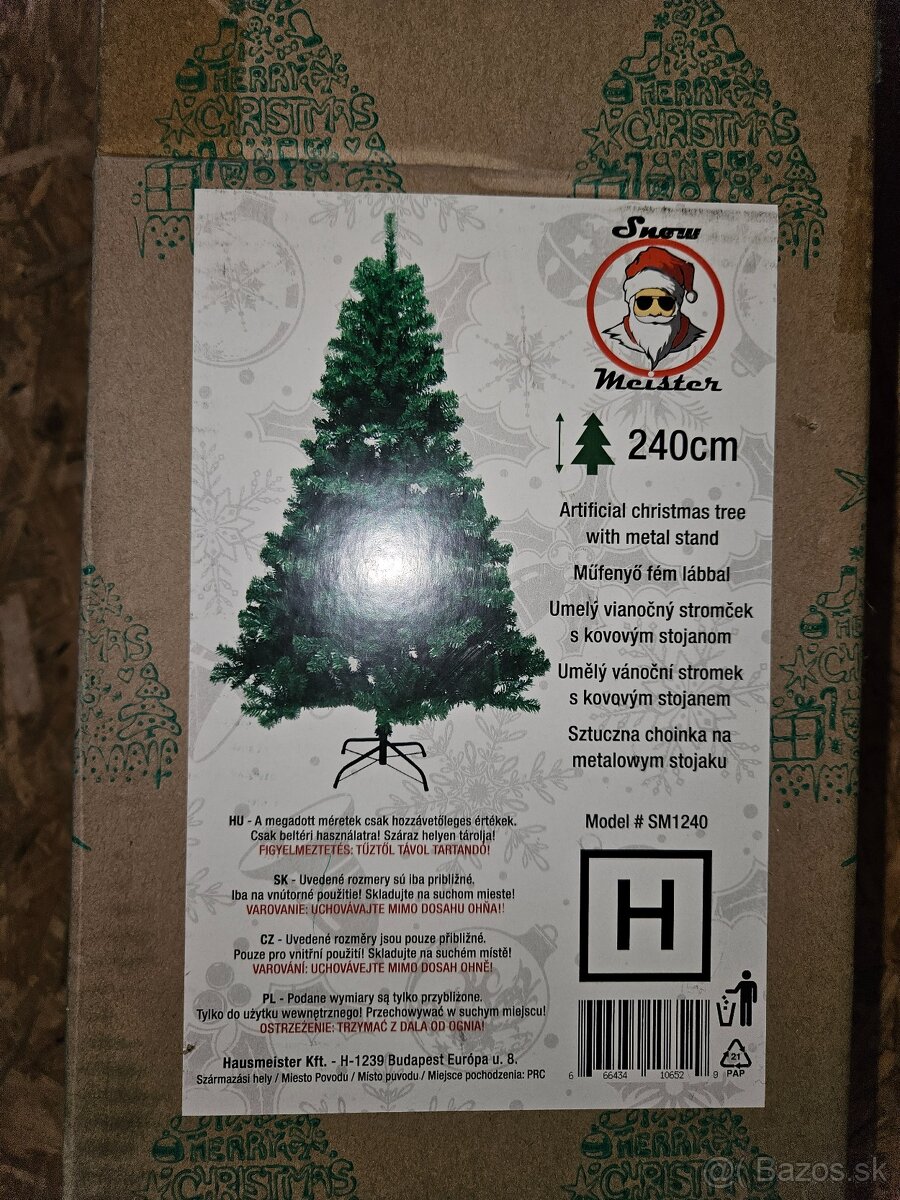 MERRY
CHRISTMAS
MERRY
CHRISTMAS
Snow
Meister
240cm
Artificial christmas tree
with metal stand
Műfenyő fém lábbal
Umelý vianočný stromček
s kovovým stojanom
Umělý vánoční stromek
s kovovým stojanem
Sztuczna choinka na
metalowym stojaku
HU - A megadott méretek csak hozzávetőleges értékek.
Csak beltéri használatra! Száraz helyen tárolja!
FIGYELMEZTETÉS: TŰZTŐL TÁVOL TARTANDÓ!
SK - Uvedené rozmery sú iba približné.
Iba na vnútorné použitie! Skladujte na suchom mieste!
VAROVANIE: UCHOVÁVAJTE MIMO DOSAHU OHŇA!!
CZ - Uvedené rozměry jsou pouze přibližné.
Pouze pro vnitřní použití! Skladujte na suchém místě!
VAROVÁNÍ: UCHOVÁVEJTE MIMO DOSAH OHNĚ!
PL - Podane wymiary są tylko przybliżone.
Tylko do użytku wewnętrznego! Przechowywać w suchym miejscu!
OSTRZEŻENIE: TRZYMAĆ Z DALA OD OGNIA!
Hausmeister Kft. - H-1239 Budapest Európa u. 8.
Származási hely / Miesto Povodu / Místo puvodu / Miejsce pochodzenia: PRC
Model # SM1240
H
6 66434 10652 9
21
PAP
MERRY
CHRISTMAS
MERRY
CHRISTMAS
Bazos.sk